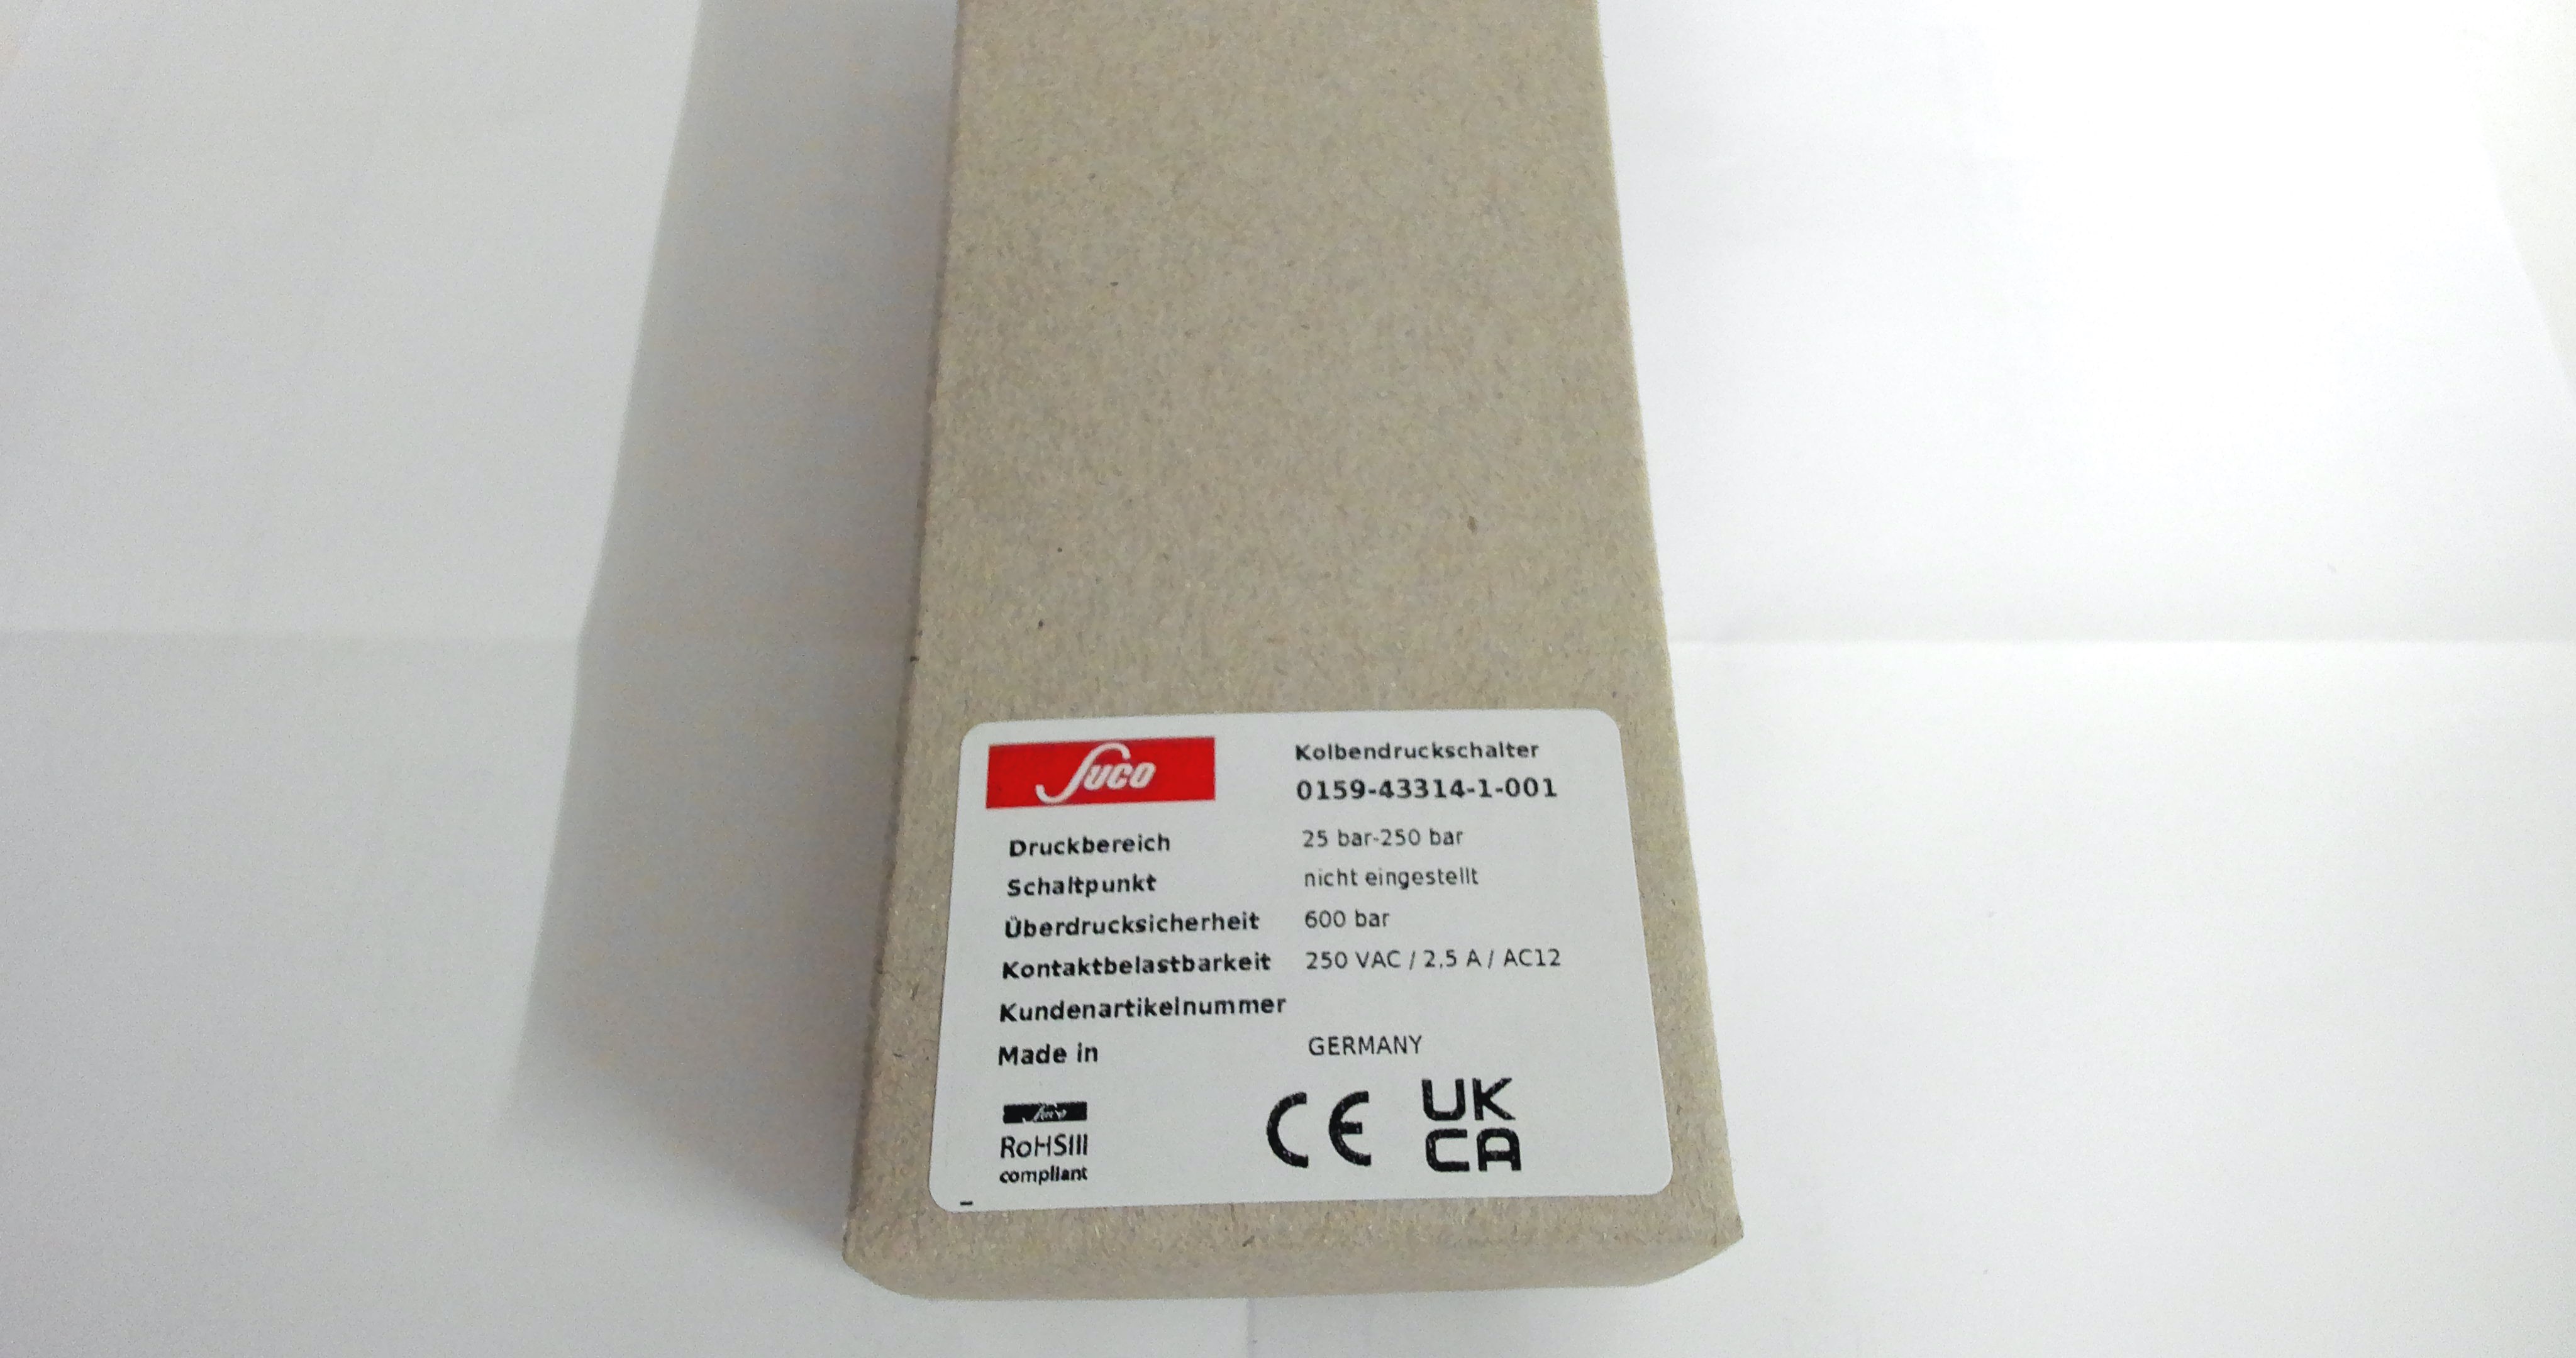 Suco
Kolbendruckschalter
0159-43314-1-001
Druckbereich 25 bar-250 bar
Schaltpunkt nicht eingestellt
Überdrucksicherheit 600 bar
Kontaktbelastbarkeit 250 VAC / 2,5 A / AC12
Kundenartikelnummer
Made in GERMANY
Suco
RoHSIII
compliant
CE
UK
CA